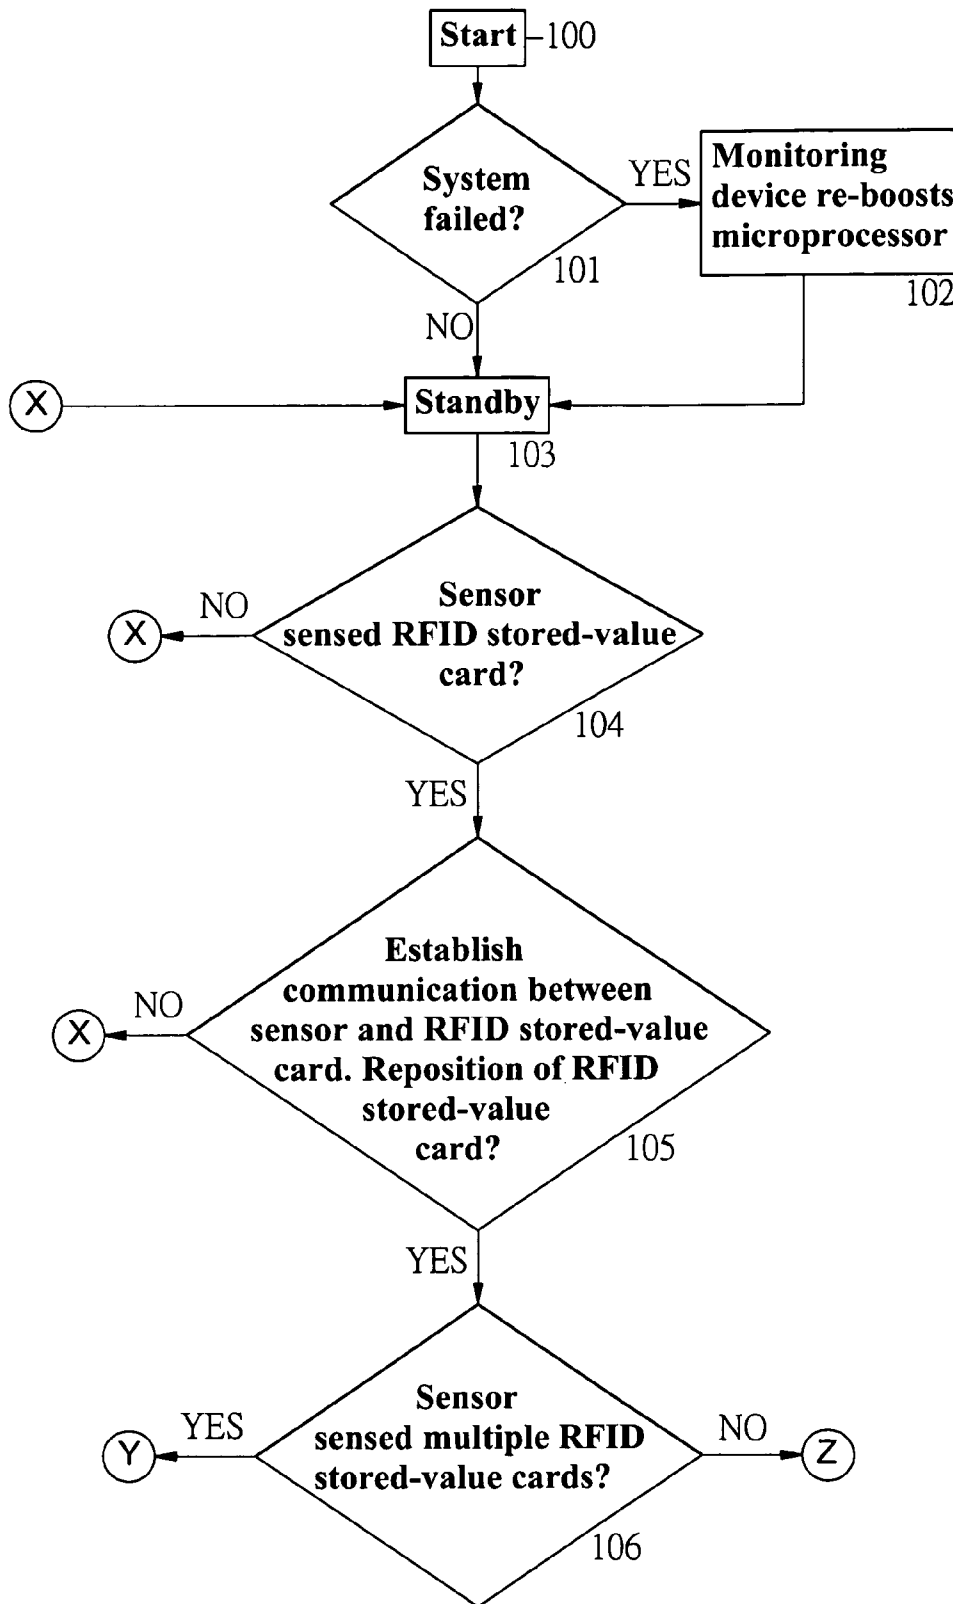 Start
100
System
failed?
101
YES
Monitoring
device re-boosts
microprocessor
102
NO
X
Standby
103
Sensor
sensed RFID stored-value
card?
104
NO
X
YES
Establish
communication between
sensor and RFID stored-value
card. Reposition of RFID
stored-value
card?
105
NO
X
YES
Sensor
sensed multiple RFID
stored-value cards?
106
YES
Y
NO
Z